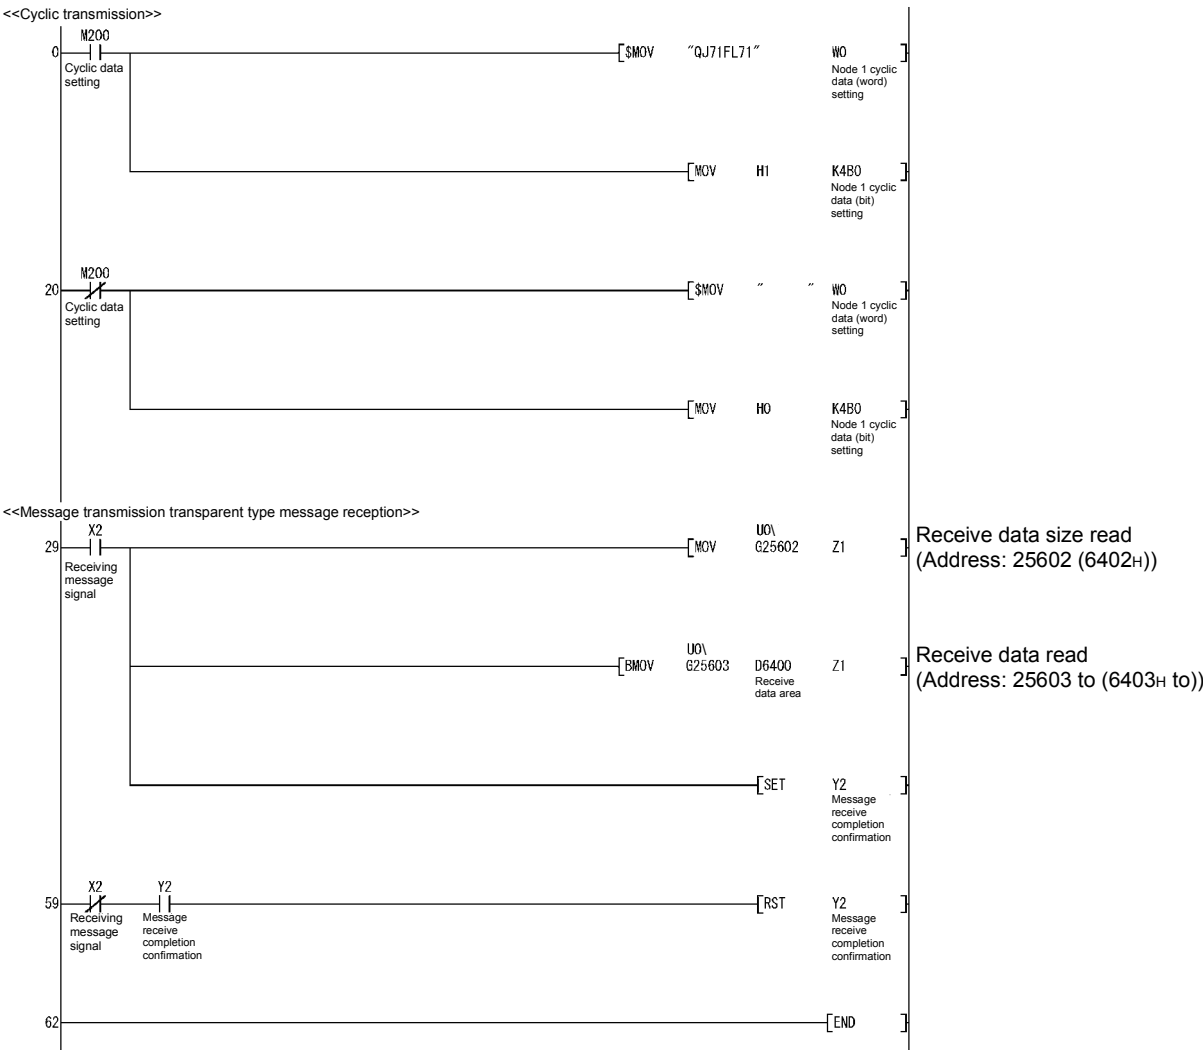 <<Cyclic transmission>>
M200
0
[$MOV "QJ71FL71" W0 ]
Cyclic data
setting
Node 1 cyclic
data (word)
setting
[MOV H1 K4B0 ]
Node 1 cyclic
data (bit)
setting
M200
20
[$MOV " " W0 ]
Cyclic data
setting
Node 1 cyclic
data (word)
setting
[MOV H0 K4B0 ]
Node 1 cyclic
data (bit)
setting
<<Message transmission transparent type message reception>>
X2
29
Receiving
message
signal
U0\
[MOV G25602 Z1 ]
Receive data size read
(Address: 25602 (6402H))
U0\
[BMOV G25603 D6400 Z1 ]
Receive
data area
Receive data read
(Address: 25603 to (6403H to))
[SET Y2 ]
Message
receive
completion
confirmation
X2 Y2
59
Receiving
message
signal
Message
receive
completion
confirmation
[RST Y2 ]
Message
receive
completion
confirmation
62
[END ]